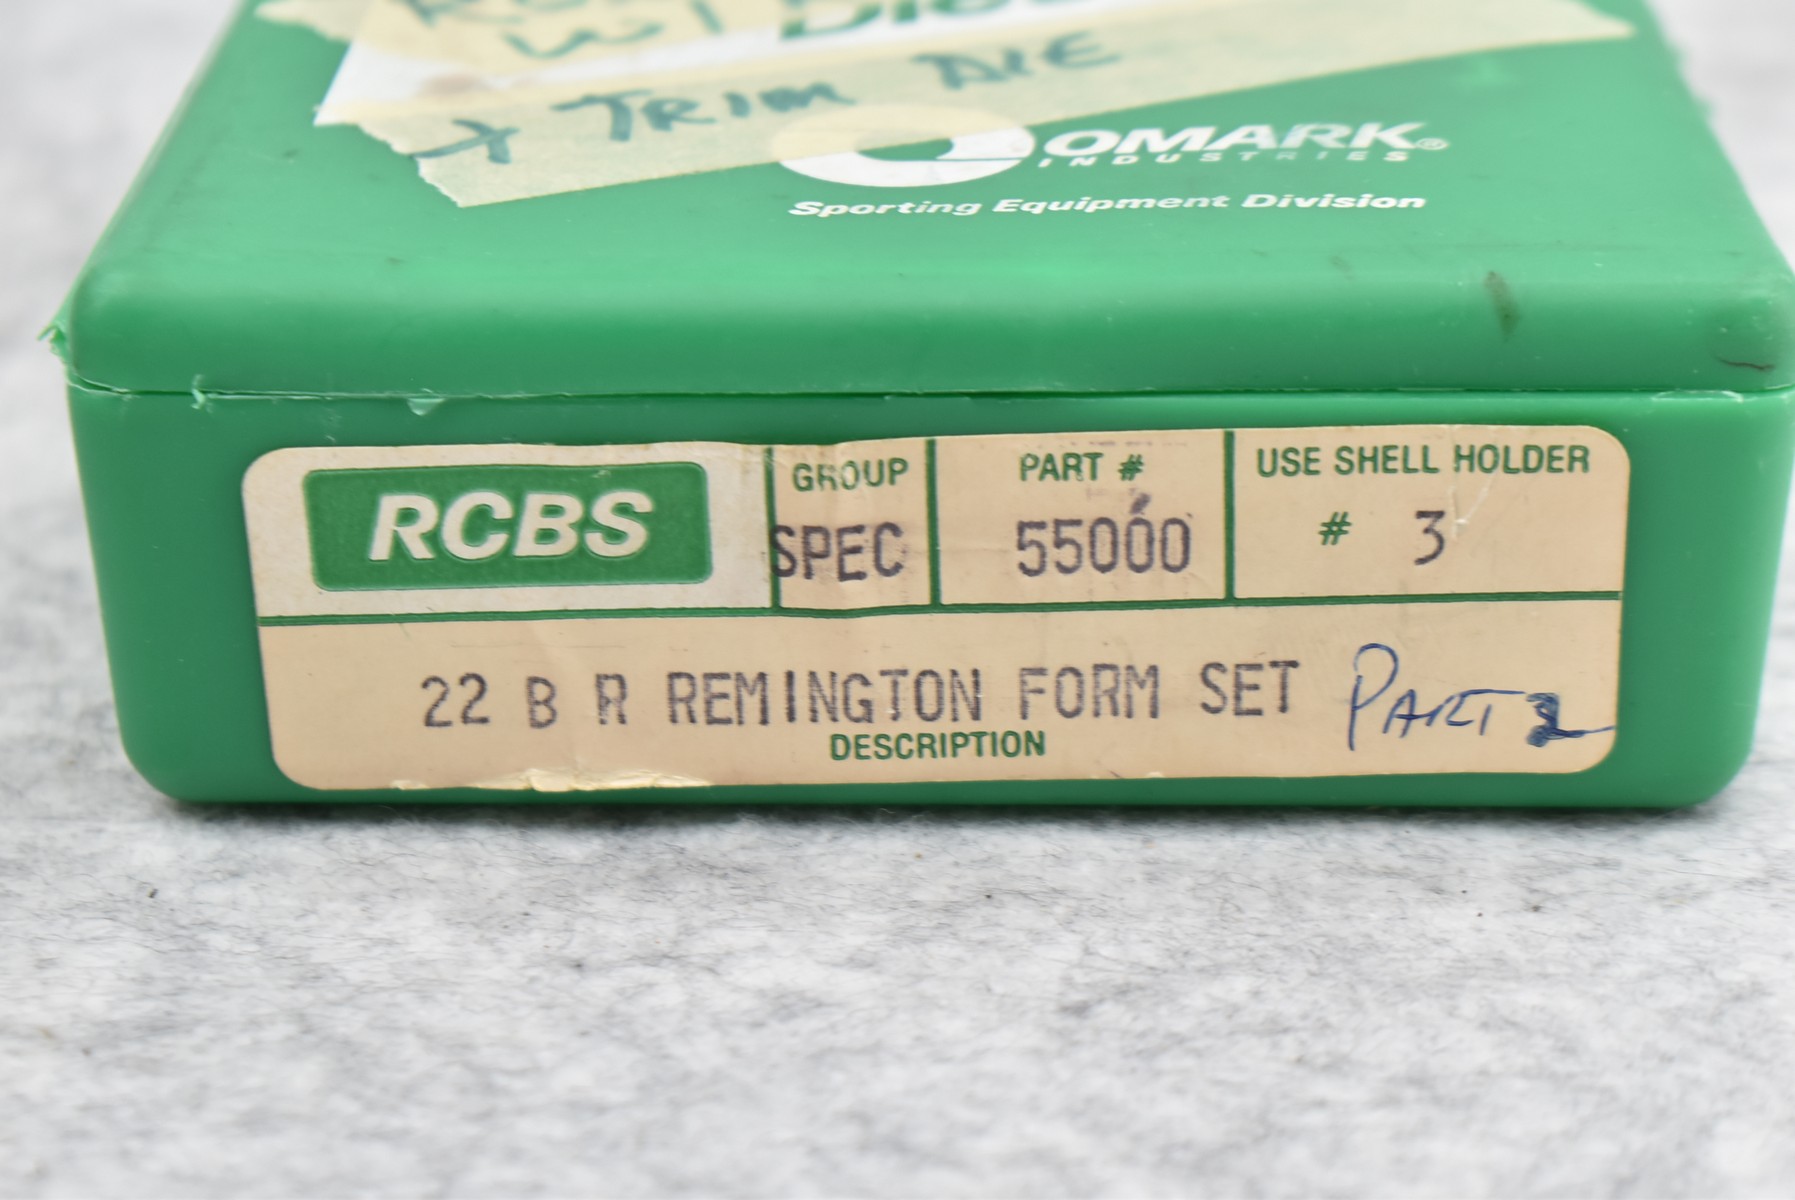 W/
+ TRIM DIE
OMARK®
INDUSTRIES
Sporting Equipment Division
RCBS
GROUP
SPEC
PART #
55000
USE SHELL HOLDER
# 3
22 B R REMINGTON FORM SET PART 2
DESCRIPTION